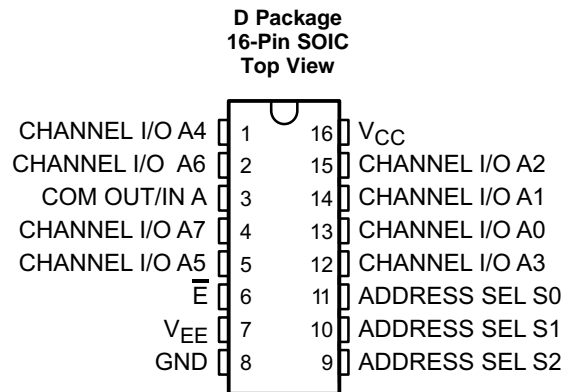 D Package
16-Pin SOIC
Top View
CHANNEL I/O A4 1 16 VCC
CHANNEL I/O A6 2 15 CHANNEL I/O A2
COM OUT/IN A 3 14 CHANNEL I/O A1
CHANNEL I/O A7 4 13 CHANNEL I/O A0
CHANNEL I/O A5 5 12 CHANNEL I/O A3
E̅ 6 11 ADDRESS SEL S0
VEE 7 10 ADDRESS SEL S1
GND 8 9 ADDRESS SEL S2